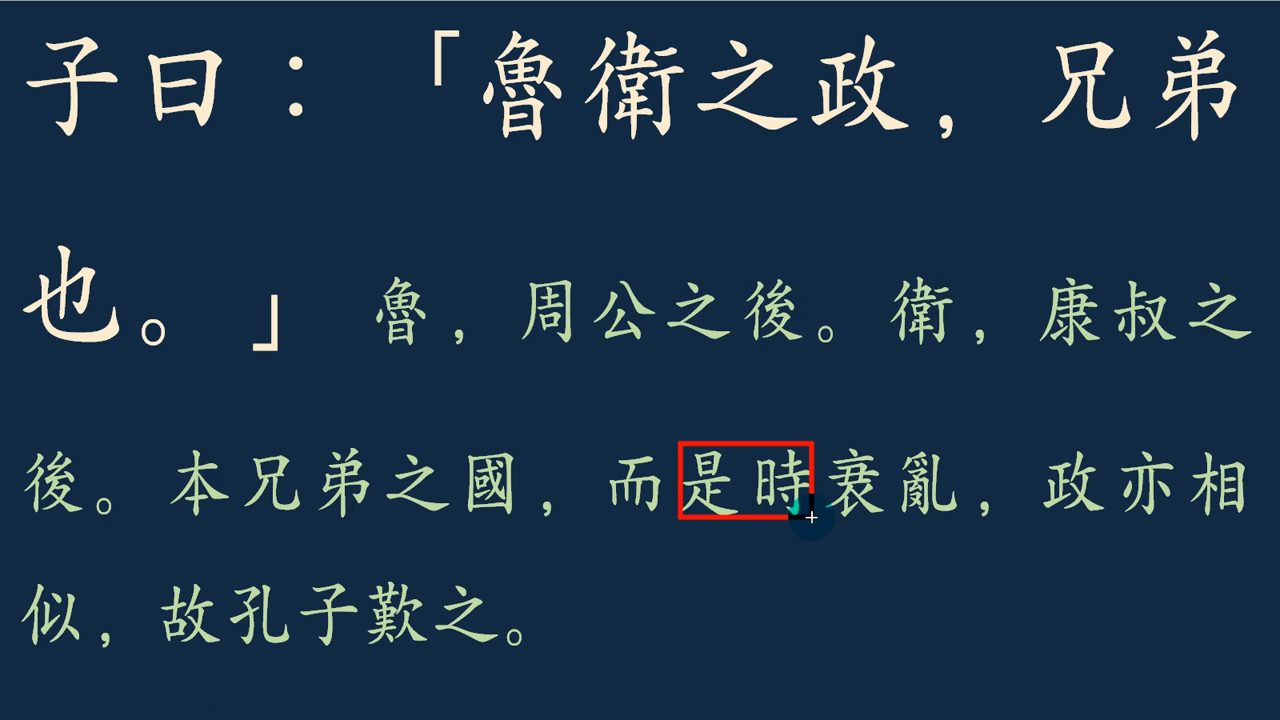 子曰：「魯衛之政，兄弟
也。」 魯，周公之後。衛，康叔之
後。本兄弟之國，而是時衰亂，政亦相
似，故孔子歎之。